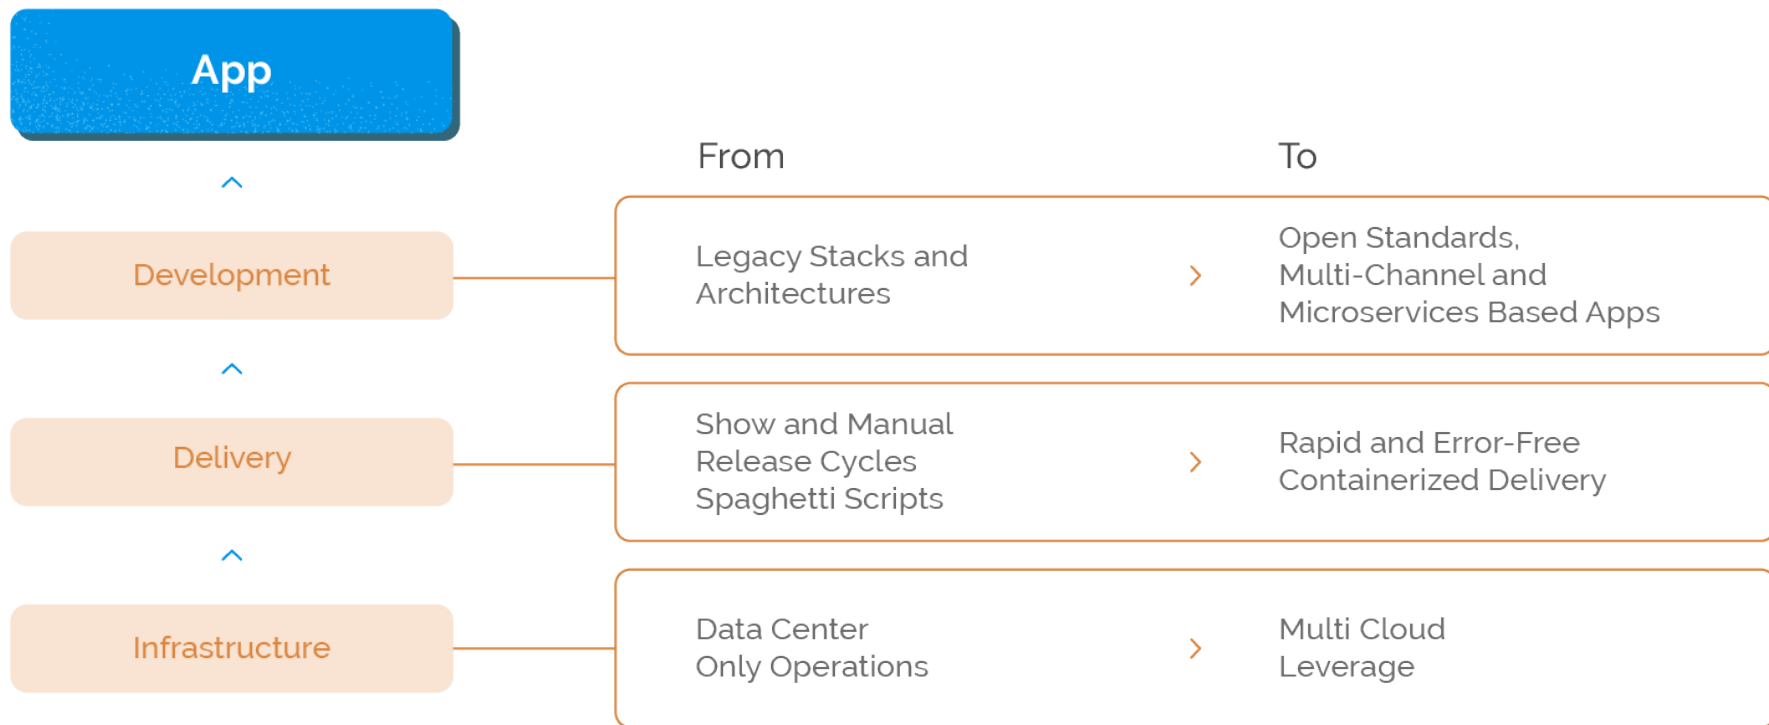 App
From
To
Development
Legacy Stacks and
Architectures
Open Standards,
Multi-Channel and
Microservices Based Apps
Delivery
Show and Manual
Release Cycles
Spaghetti Scripts
Rapid and Error-Free
Containerized Delivery
Infrastructure
Data Center
Only Operations
Multi Cloud
Leverage